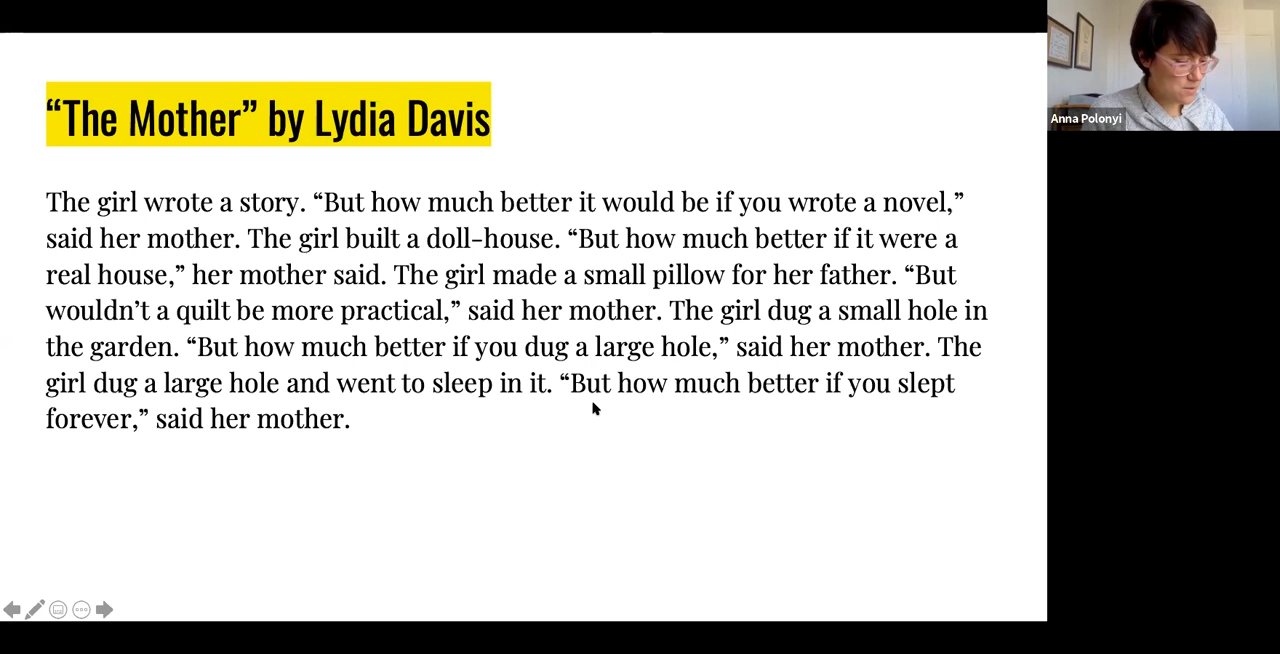 “The Mother” by Lydia Davis
The girl wrote a story. “But how much better it would be if you wrote a novel,”
said her mother. The girl built a doll-house. “But how much better if it were a
real house,” her mother said. The girl made a small pillow for her father. “But
wouldn’t a quilt be more practical,” said her mother. The girl dug a small hole in
the garden. “But how much better if you dug a large hole,” said her mother. The
girl dug a large hole and went to sleep in it. “But how much better if you slept
forever,” said her mother.
Anna Polonyi